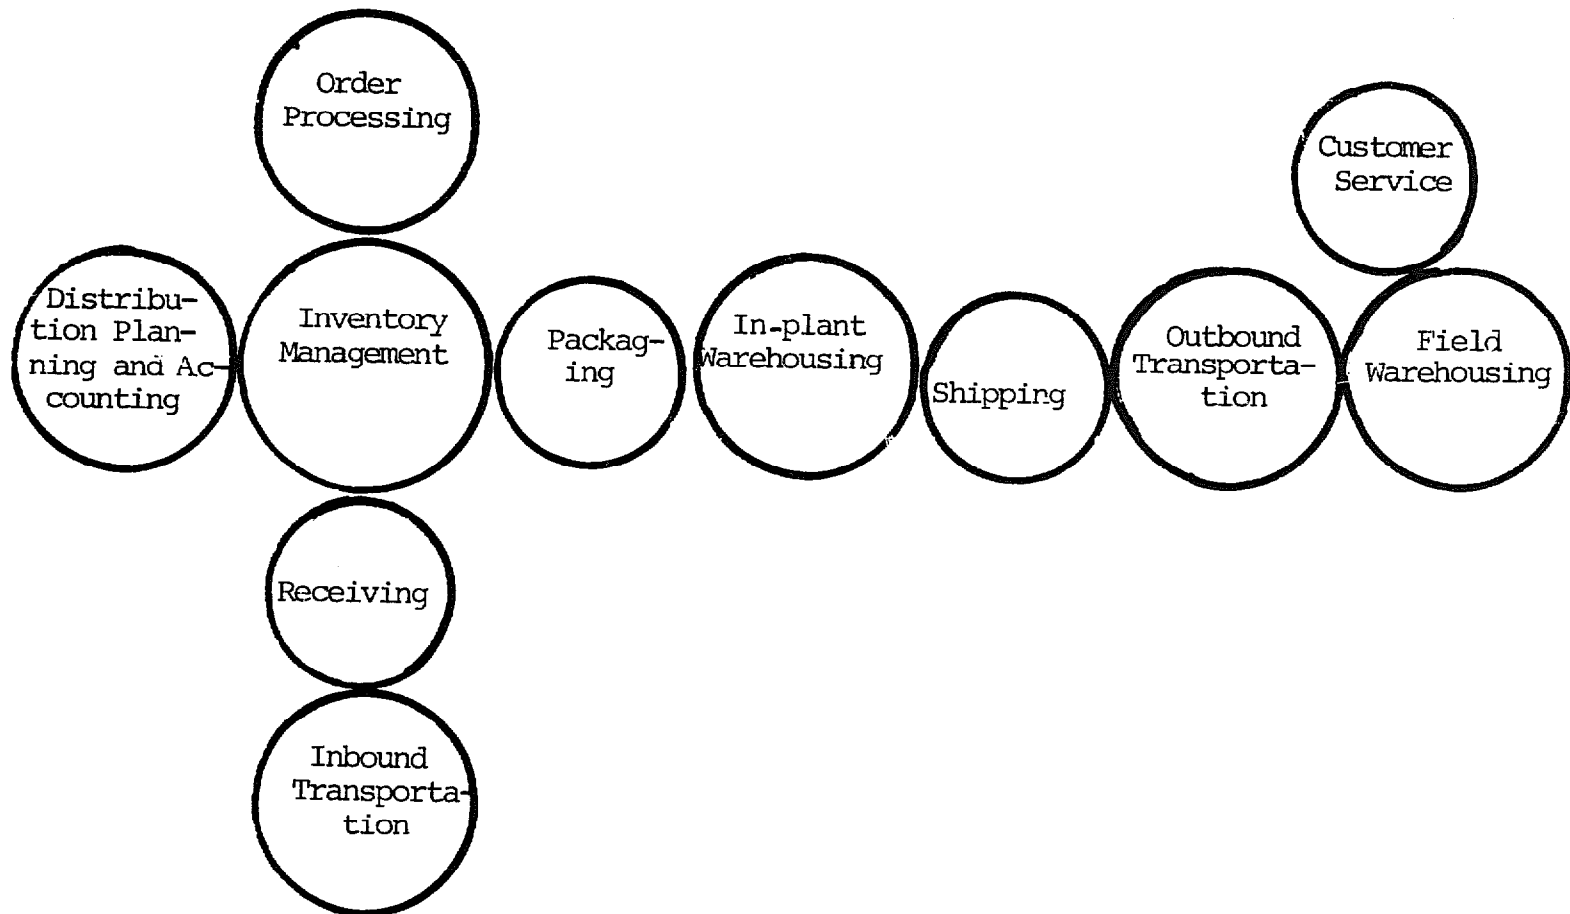 Order
Processing
Customer
Service
Distribu-
tion Plan-
ning and Ac-
counting
Inventory
Management
Packag-
ing
In-plant
Warehousing
Shipping
Outbound
Transporta-
tion
Field
Warehousing
Receiving
Inbound
Transporta-
tion